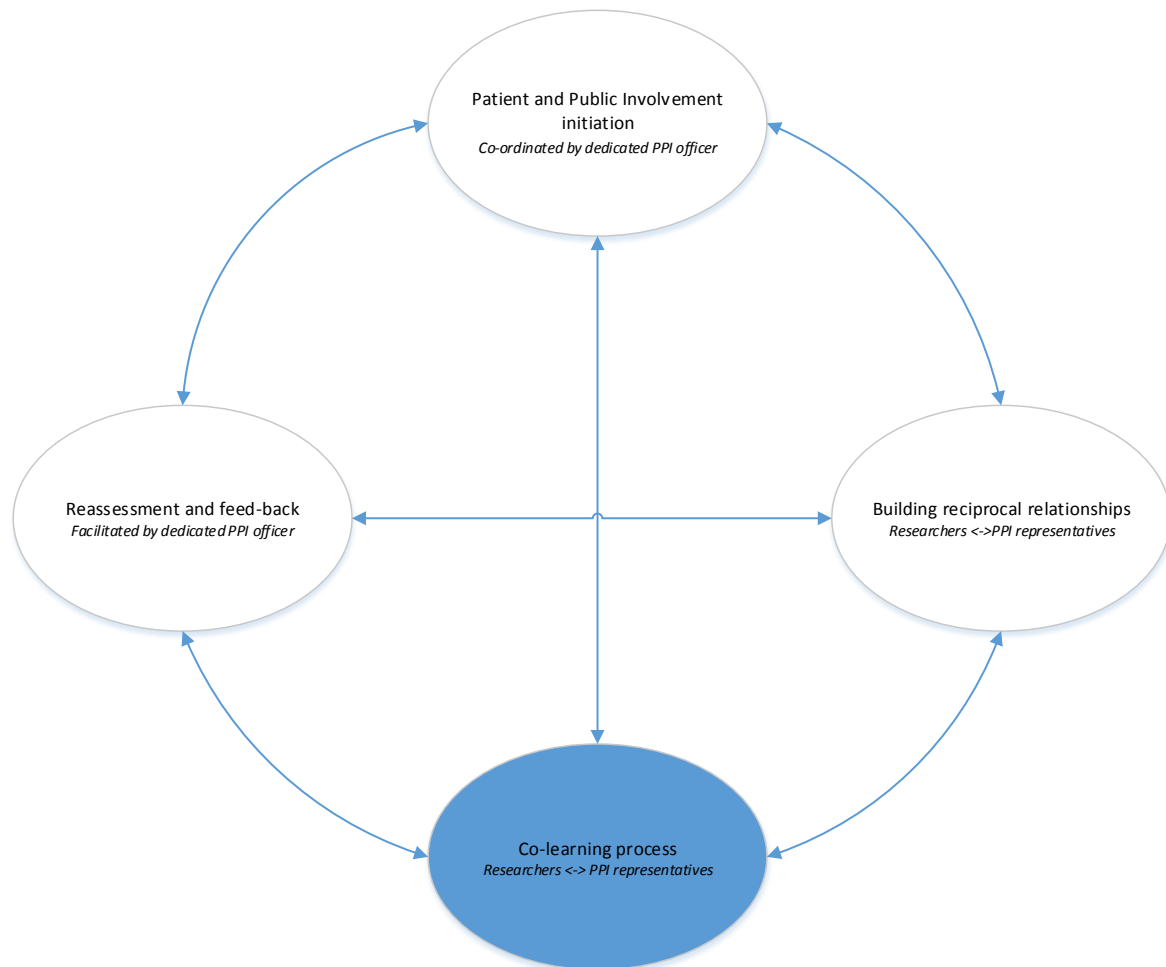 Patient and Public Involvement
initiation
Co-ordinated by dedicated PPI officer
Reassessment and feed-back
Facilitated by dedicated PPI officer
Building reciprocal relationships
Researchers <->PPI representatives
Co-learning process
Researchers <-> PPI representatives